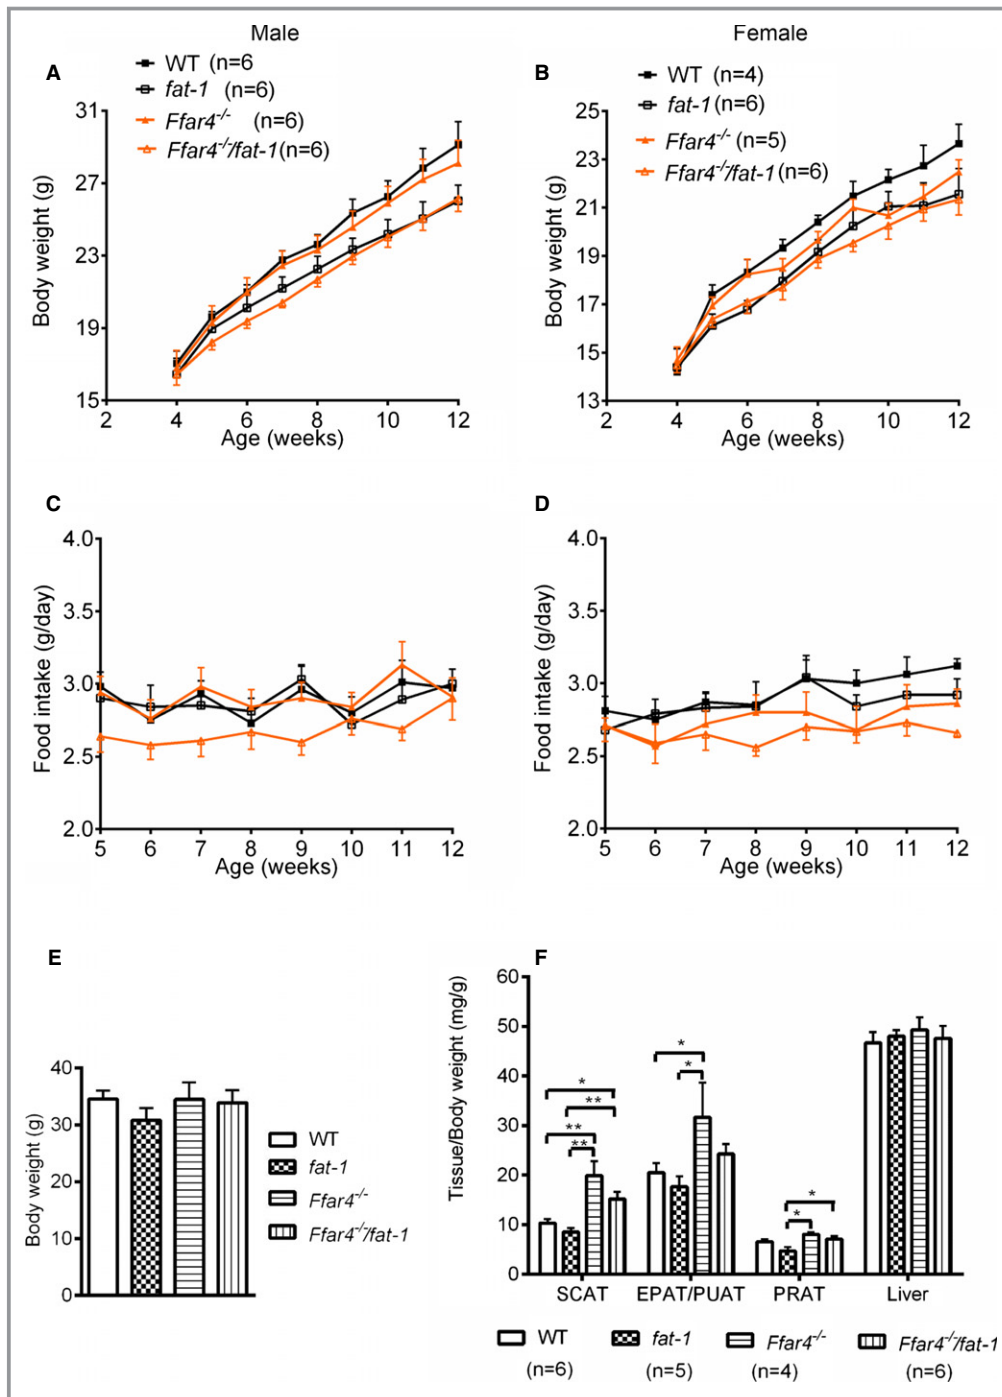 Male
A
WT (n=6
fat-1 (n=6)
Ffar4-/- (n=6)
Ffar4-/-/fat-1(n=6)
31
27
23
19
15
Body weight (g)
2 4 6 8 10 12
Age (weeks)
Female
B
WT (n=4)
fat-1(n=6)
Ffar4-/- (n=5)
Ffar4-/-/fat-1(n=6)
25
23
21
19
17
15
13
Body weight (g)
2 4 6 8 10 12
Age (weeks)
C
4.0
3.5
3.0
2.5
2.0
Food intake (g/day)
5 6 7 8 9 10 11 12
Age (weeks)
D
4.0
3.5
3.0
2.5
2.0
Food intake (g/day)
5 6 7 8 9 10 11 12
Age (weeks)
E
40
30
20
10
0
Body weight (g)
WT
fat-1
Ffar4-/-
Ffar4-/-/fat-1
F
60
50
40
30
20
10
0
Tissue/Body weight (mg/g)
*
**
**
**
*
*
*
*
SCAT EPAT/PUAT PRAT Liver
WT fat-1 Ffar4-/- Ffar4-/-/fat-1
(n=6) (n=5) (n=4) (n=6)